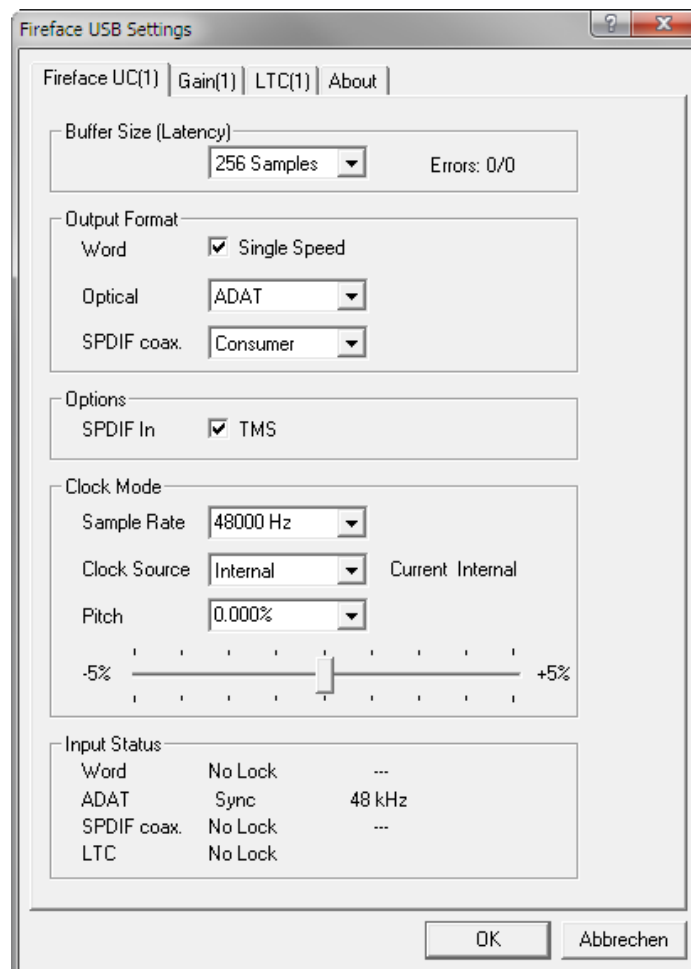 Fireface USB Settings
Fireface UC(1) Gain(1) LTC(1) About
Buffer Size (Latency)
256 Samples Errors: 0/0
Output Format
Word Single Speed
Optical ADAT
SPDIF coax. Consumer
Options
SPDIF In TMS
Clock Mode
Sample Rate 48000 Hz
Clock Source Internal Current Internal
Pitch 0.000%
-5% +5%
Input Status
Word No Lock ---
ADAT Sync 48 kHz
SPDIF coax. No Lock ---
LTC No Lock
OK Abbrechen